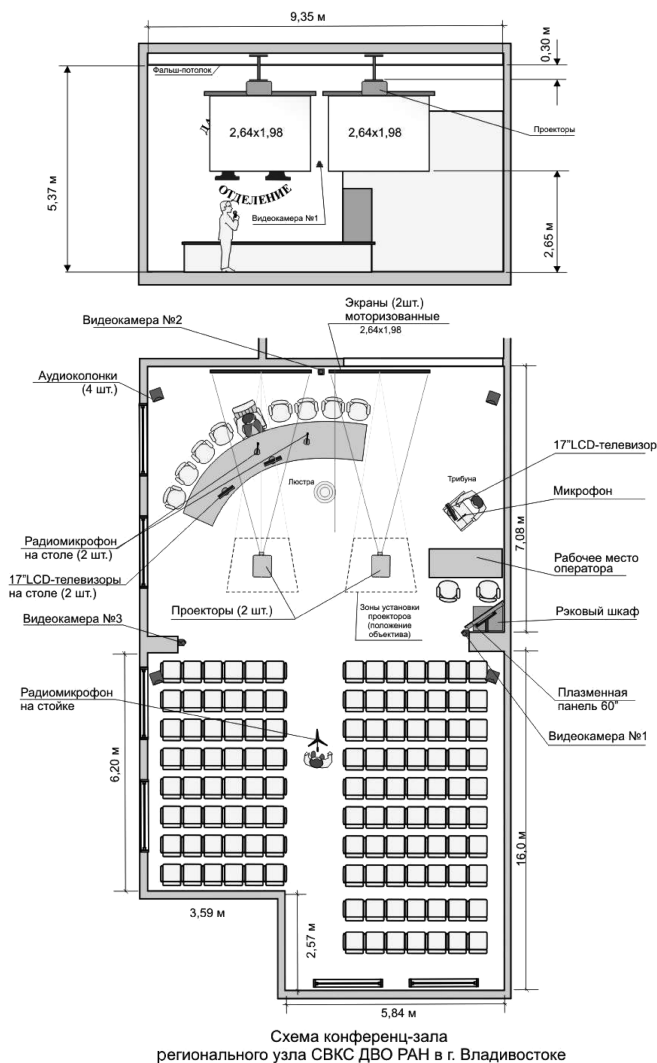 9,35 м
0,30 м
Фальш-потолок
2,64x1,98
2,64x1,98
Проекторы
5,37 м
ОТДЕЛЕНИЕ
Видеокамера №1
2,65 м
Экраны (2шт.)
моторизованные
2,64x1,98
Видеокамера №2
Аудиоколонки
(4 шт.)
17"LCD-телевизор
Люстра
Трибуна
Микрофон
7,08 м
Радиомикрофон
на столе (2 шт.)
17"LCD-телевизоры
на столе (2 шт.)
Рабочее место
оператора
Проекторы (2 шт.)
Зоны установки
проекторов
(положение
объектива)
Рэковый шкаф
Видеокамера №3
Радиомикрофон
на стойке
Плазменная
панель 60"
Видеокамера №1
6,20 м
16,0 м
3,59 м
2,57 м
5,84 м
Схема конференц-зала
регионального узла СВКС ДВО РАН в г. Владивостоке